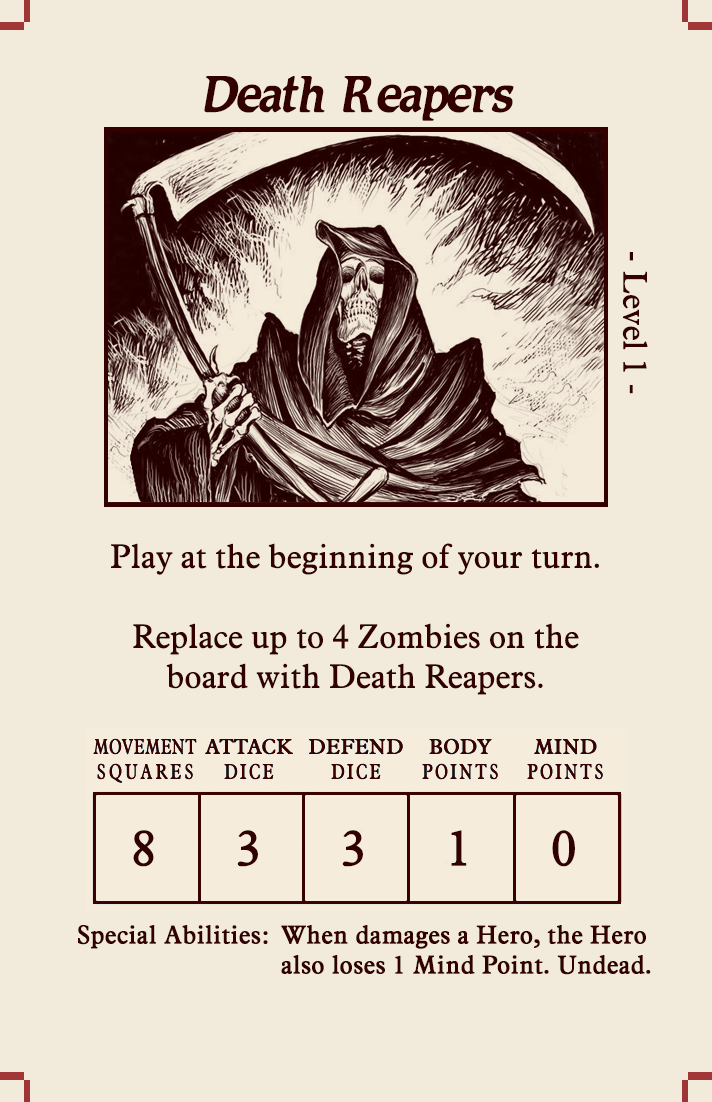 Death Reapers
- Level 1 -
Play at the beginning of your turn.
Replace up to 4 Zombies on the
board with Death Reapers.
MOVEMENT SQUARES ATTACK DICE DEFEND DICE BODY POINTS MIND POINTS
8 3 3 1 0
Special Abilities: When damages a Hero, the Hero
also loses 1 Mind Point. Undead.